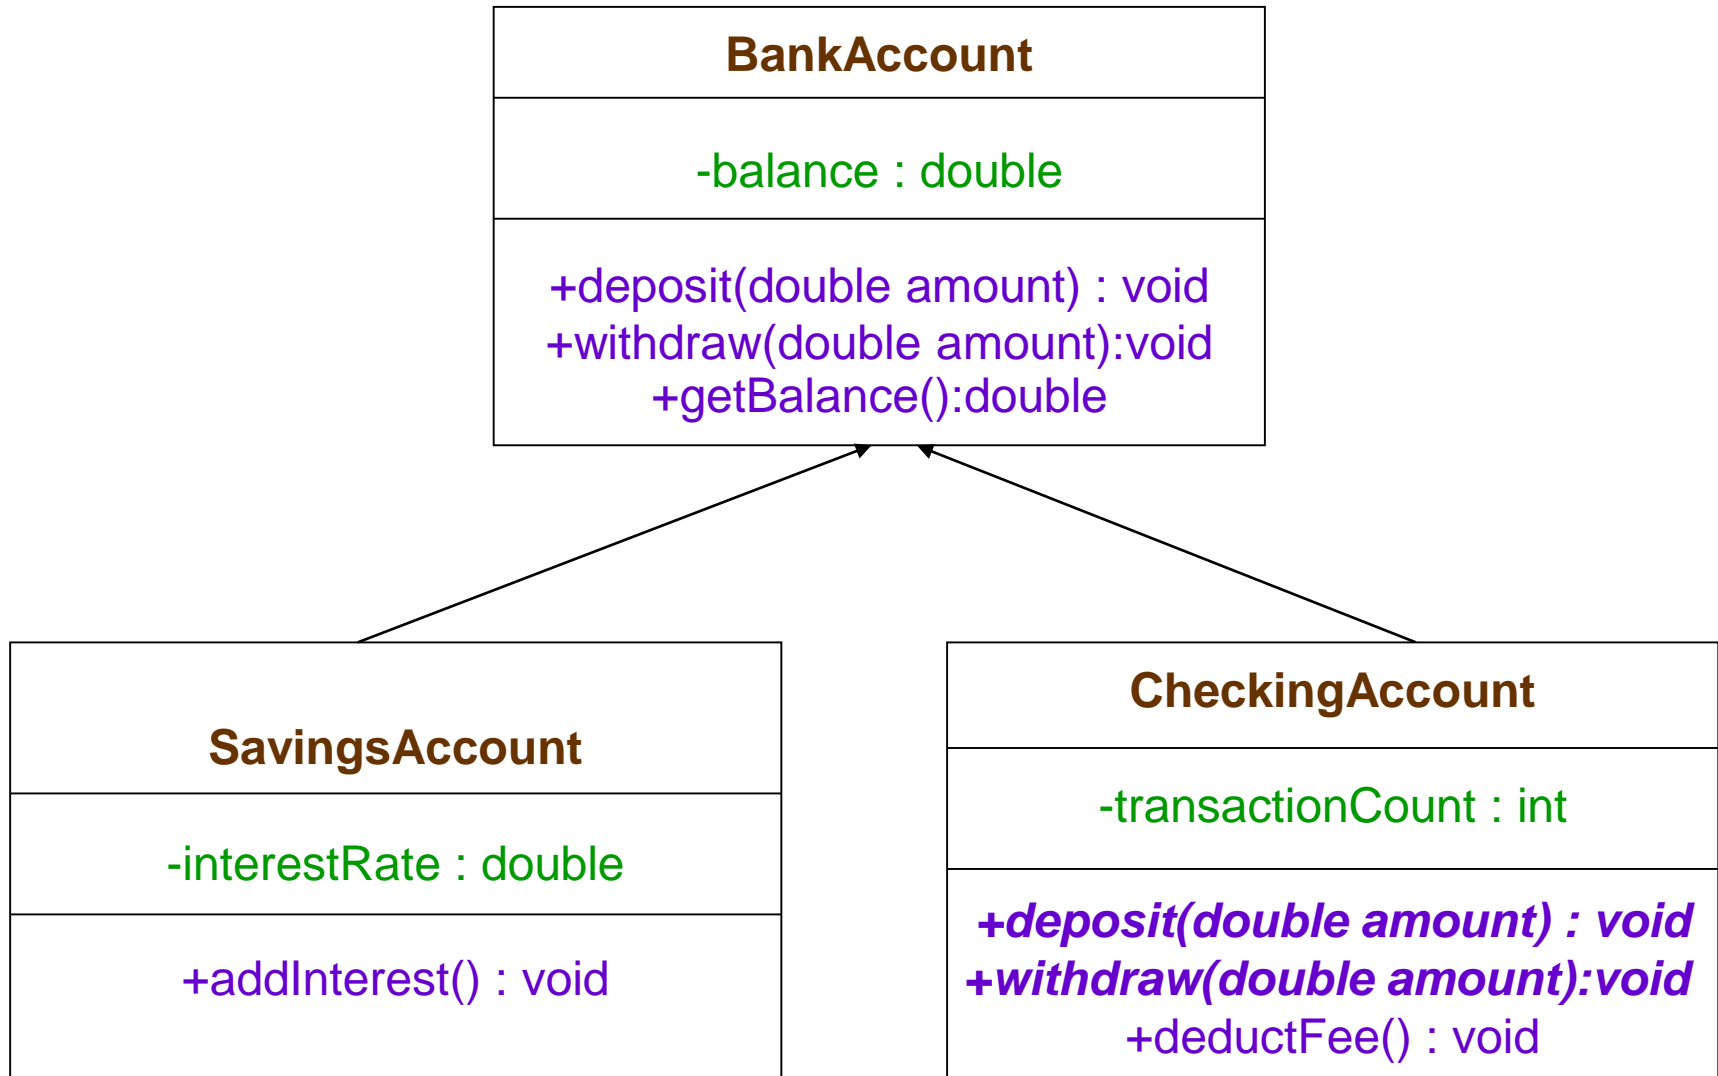 BankAccount
-balance : double
+deposit(double amount) : void
+withdraw(double amount):void
+getBalance():double
SavingsAccount
-interestRate : double
+addInterest() : void
CheckingAccount
-transactionCount : int
+deposit(double amount) : void
+withdraw(double amount):void
+deductFee() : void